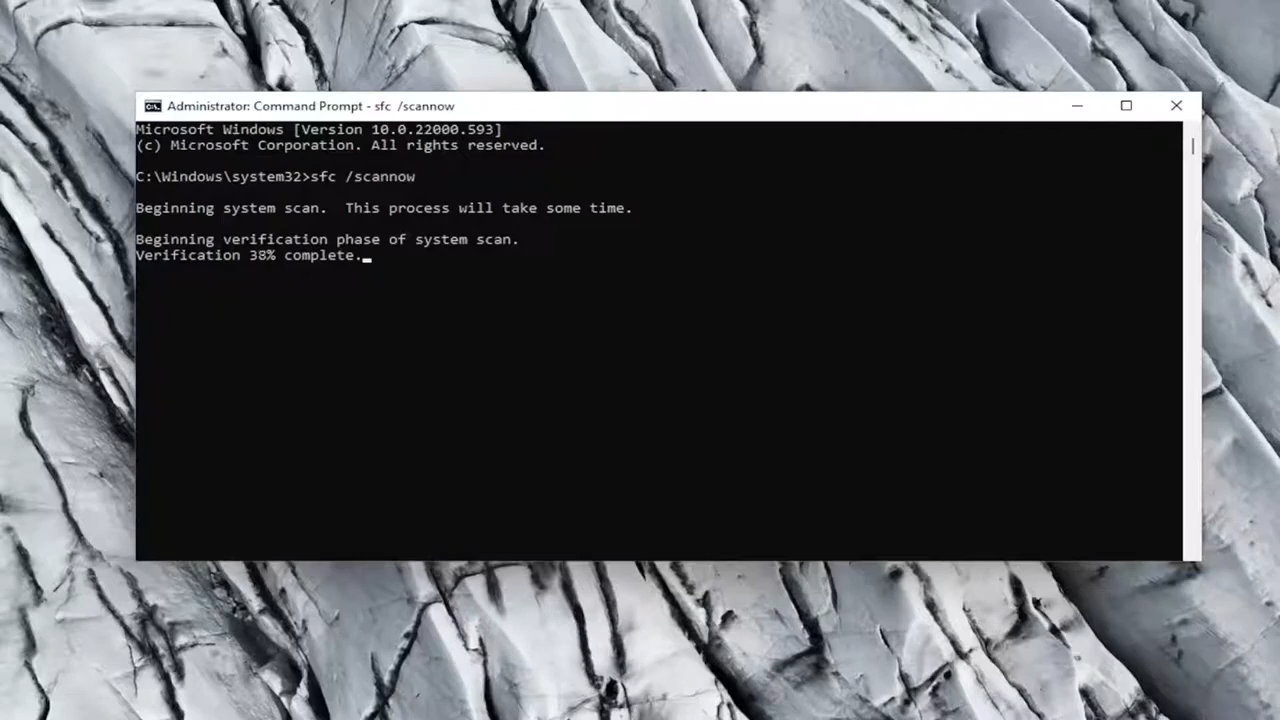 Administrator: Command Prompt - sfc  /scannow
Microsoft Windows [Version 10.0.22000.593]
(c) Microsoft Corporation. All rights reserved.
C:\Windows\system32>sfc /scannow
Beginning system scan.  This process will take some time.
Beginning verification phase of system scan.
Verification 38% complete.